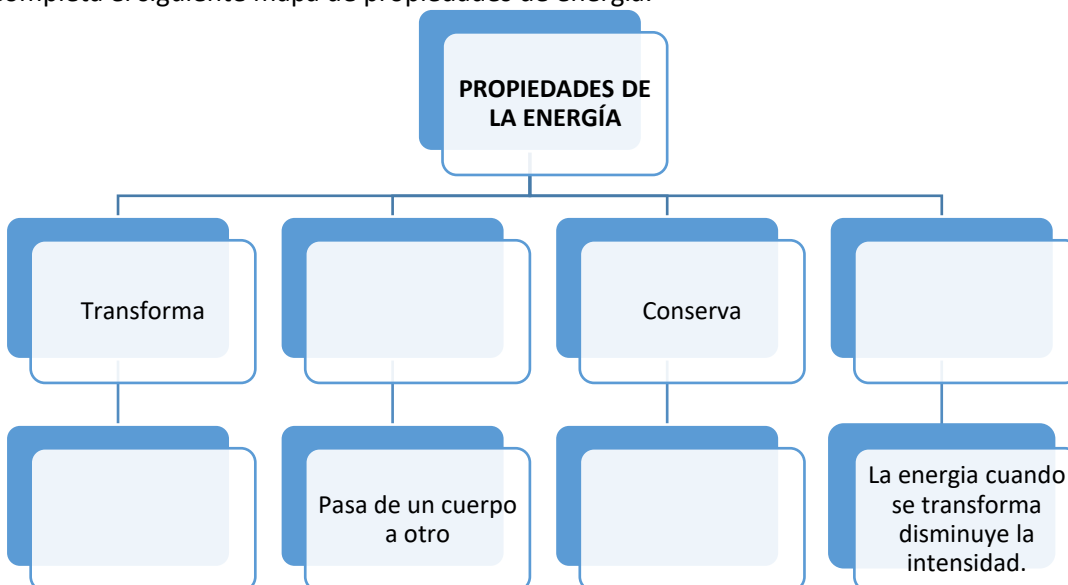 completa el siguiente mapa de propiedades de energía.
PROPIEDADES DE
LA ENERGÍA
Transforma
Conserva
Pasa de un cuerpo
a otro
La energia cuando
se transforma
disminuye la
intensidad.